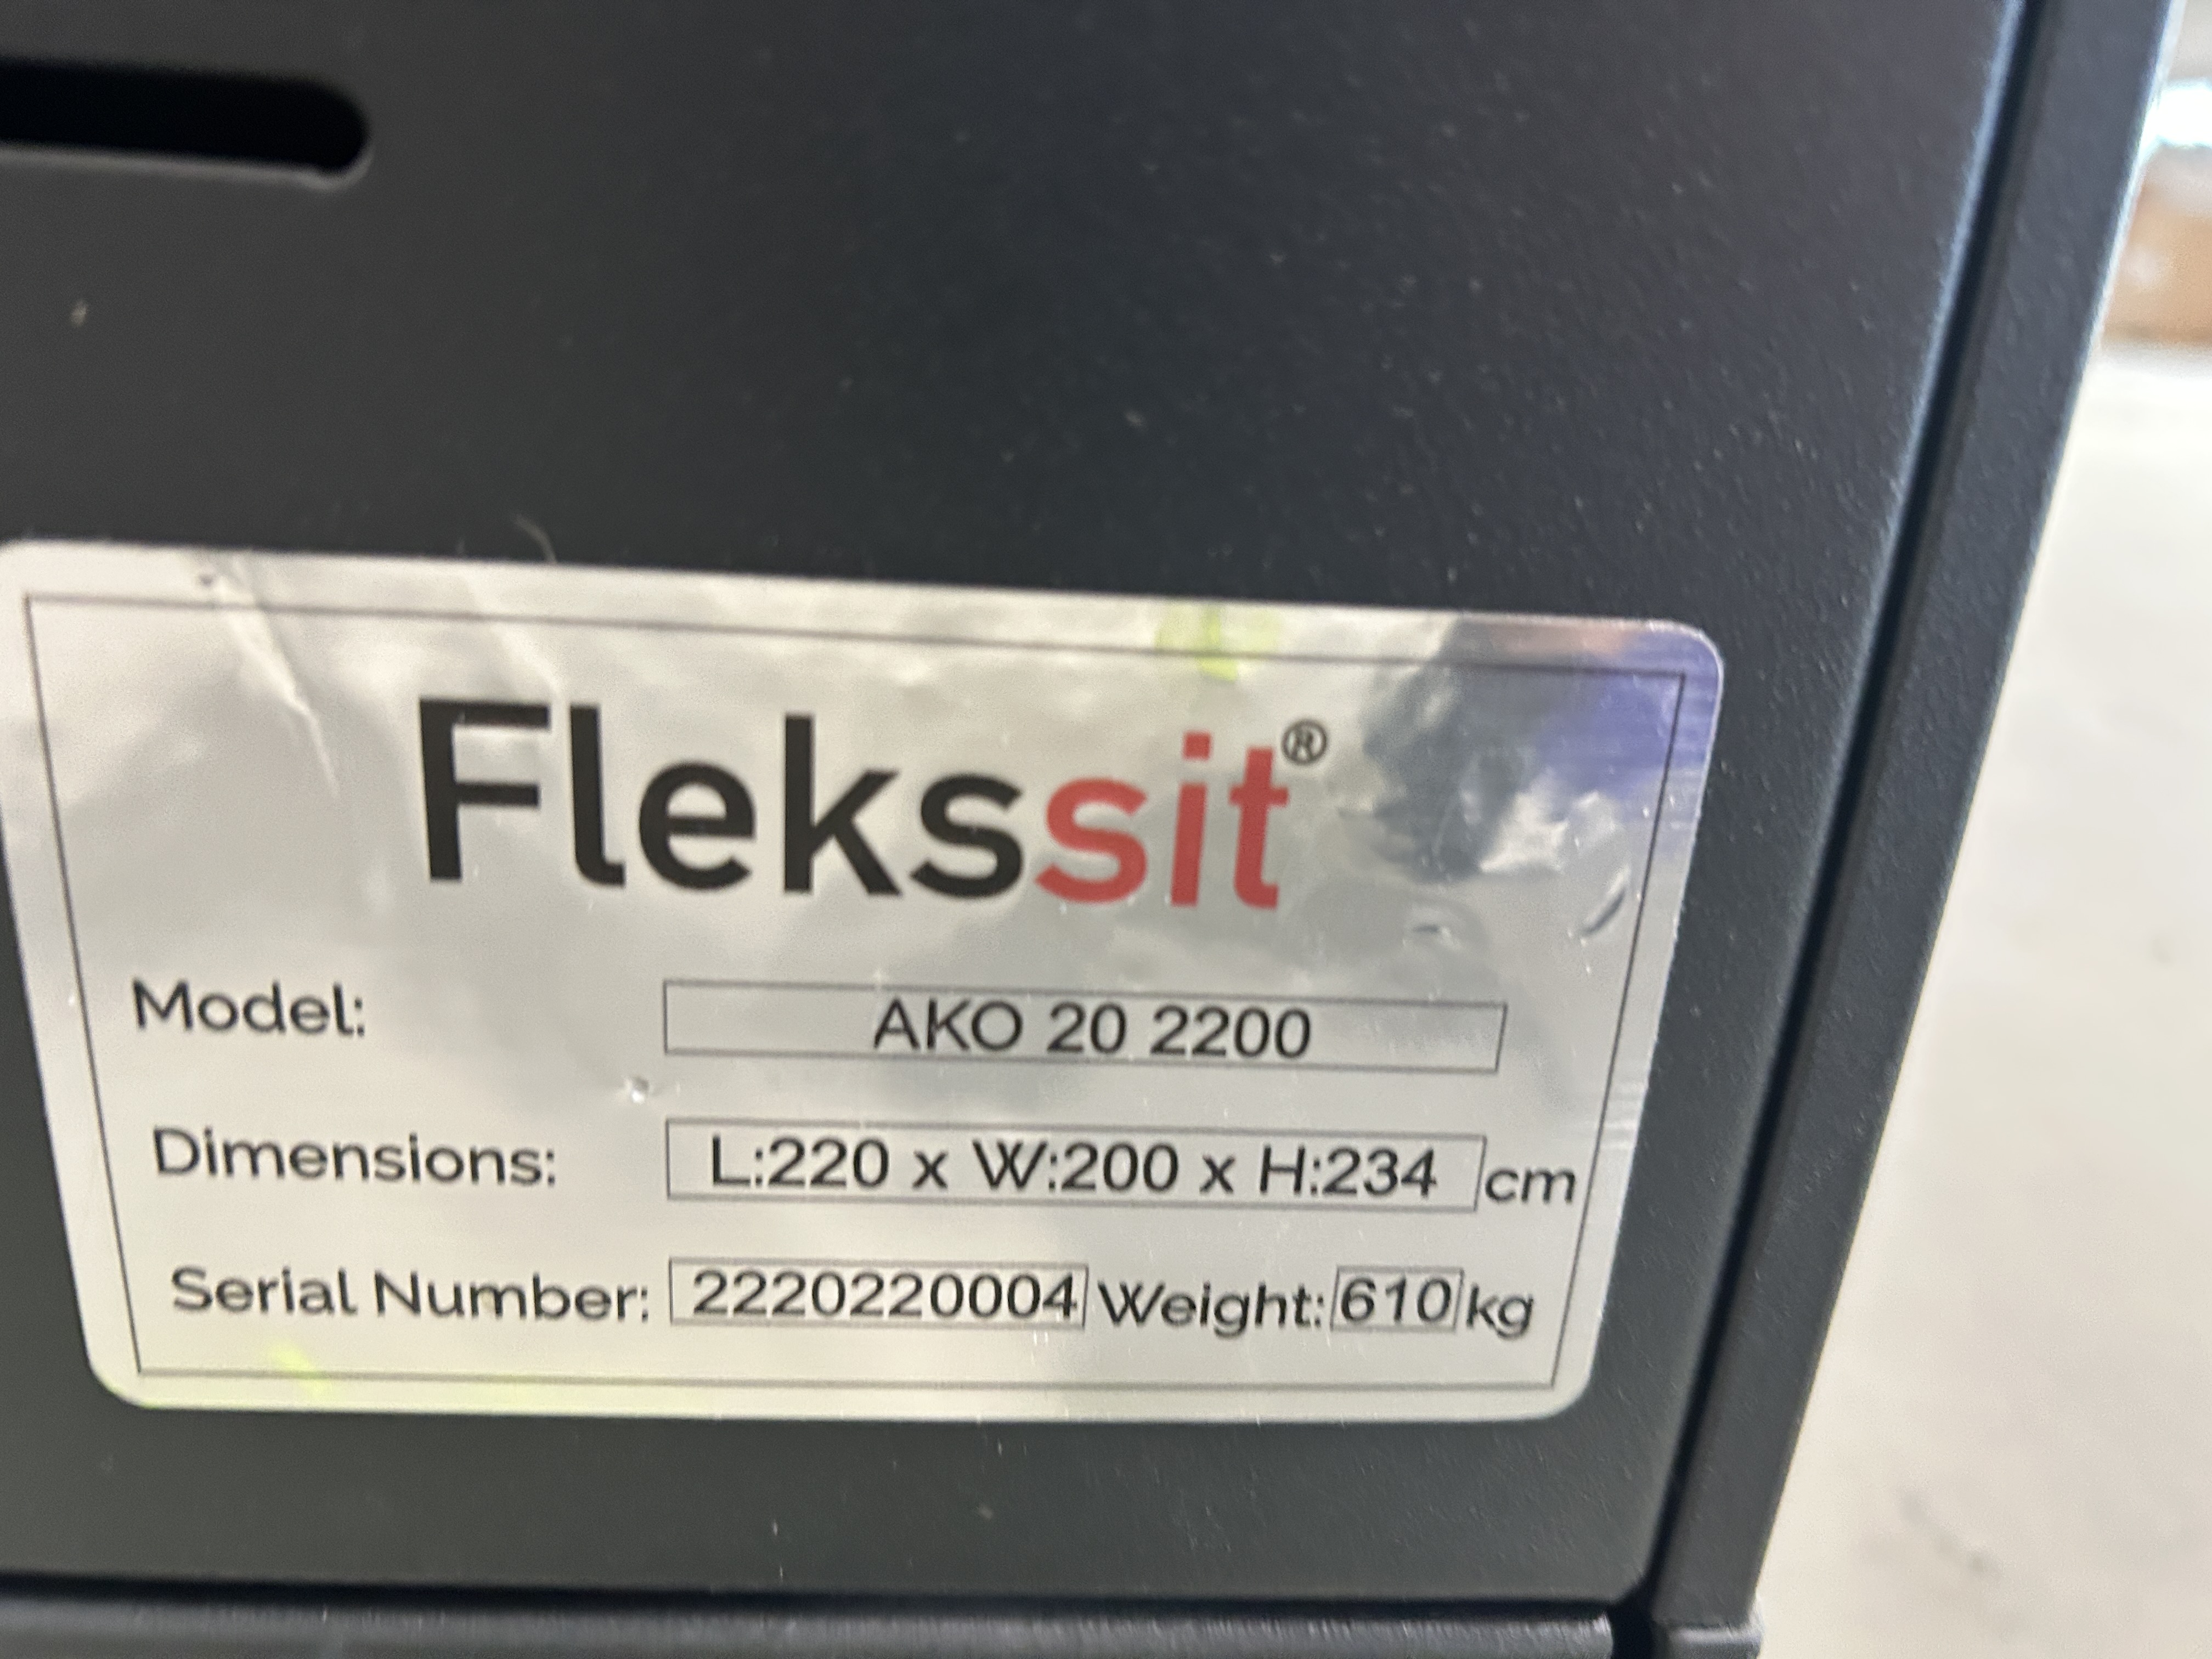 Flekssit®
Model: AKO 20 2200
Dimensions: L:220 x W:200 x H:234 cm
Serial Number: 2220220004 Weight: 610 kg